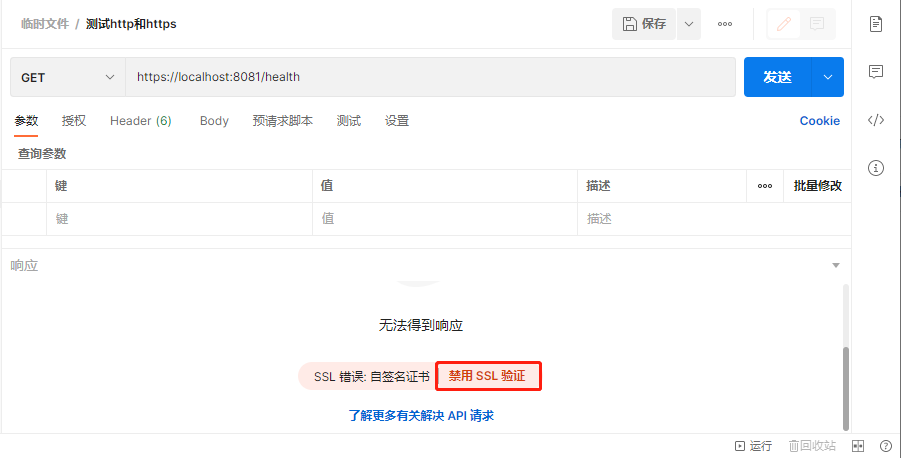 临时文件 / 测试http和https
保存
GET
https://localhost:8081/health
发送
参数 授权 Header (6) Body 预请求脚本 测试 设置 Cookie
查询参数
键 值 描述 批量修改
键 值 描述
响应
无法得到响应
SSL 错误: 自签名证书 禁用 SSL 验证
了解更多有关解决 API 请求
运行 回收站